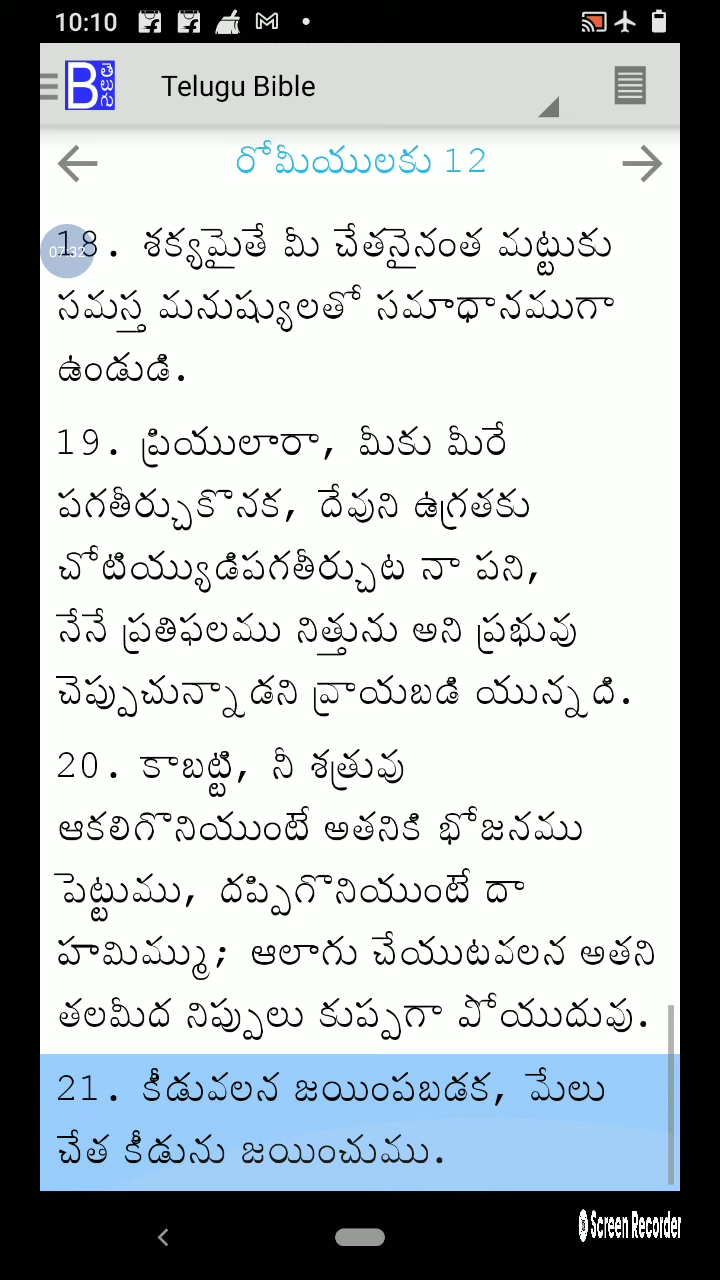 10:10
B తెలుగు
Telugu Bible
రోమీయులకు 12
07:32
18. శక్యమైతే మీ చేతనైనంత మట్టుకు
సమస్త మనుష్యులతో సమాధానముగా
ఉండుడి.
19. ప్రియులారా, మీకు మీరే
పగతీర్చుకొనక, దేవుని ఉగ్రతకు
చోటియ్యుడిపగతీర్చుట నా పని,
నేనే ప్రతిఫలము నిత్తును అని ప్రభువు
చెప్పుచున్నాడని వ్రాయబడి యున్నది.
20. కాబట్టి, నీ శత్రువు
ఆకలిగొనియుంటే అతనికి భోజనము
పెట్టుము, దప్పిగొనియుంటే దా
హమిమ్ము; ఆలాగు చేయుటవలన అతని
తలమీద నిప్పులు కుప్పగా పోయుదువు.
21. కీడువలన జయింపబడక, మేలు
చేత కీడును జయించుము.
Screen Recorder